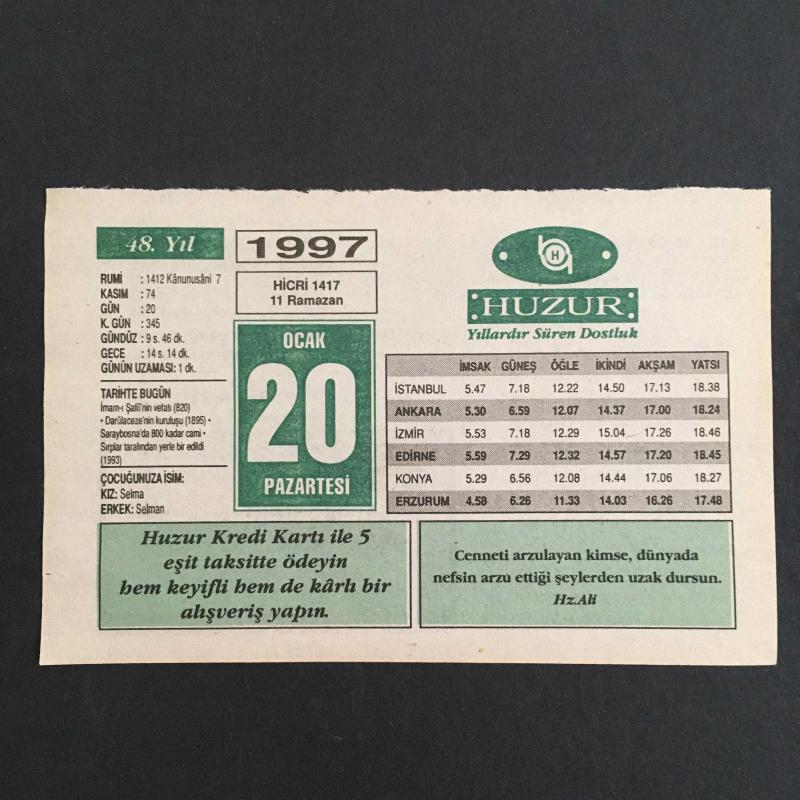 48. Yıl
1997
RUMİ : 1412 Kânunusâni 7
KASIM : 74
GÜN : 20
K. GÜN : 345
GÜNDÜZ : 9 s. 46 dk.
GECE : 14 s. 14 dk.
GÜNÜN UZAMASI: 1 dk.
TARİHTE BUGÜN
İmam-ı Şafii'nin vefatı (820)
• Darülaceze'nin kuruluşu (1895) •
Saraybosna'da 800 kadar cami •
Sırplar tarafından yerle bir edildi
(1993)
ÇOCUĞUNUZA İSİM:
KIZ: Selma
ERKEK: Selman
HİCRİ 1417
11 Ramazan
OCAK
20
PAZARTESİ
H
HUZUR
Yıllardır Süren Dostluk
İMSAK GÜNEŞ ÖĞLE İKİNDİ AKŞAM YATSI
İSTANBUL 5.47 7.18 12.22 14.50 17.13 18.38
ANKARA 5.30 6.59 12.07 14.37 17.00 18.24
İZMİR 5.53 7.18 12.29 15.04 17.26 18.46
EDİRNE 5.59 7.29 12.32 14.57 17.20 18.45
KONYA 5.29 6.56 12.08 14.44 17.06 18.27
ERZURUM 4.58 6.26 11.33 14.03 16.26 17.48
Huzur Kredi Kartı ile 5
eşit taksitte ödeyin
hem keyifli hem de kârlı bir
alışveriş yapın.
Cenneti arzulayan kimse, dünyada
nefsin arzu ettiği şeylerden uzak dursun.
Hz.Ali